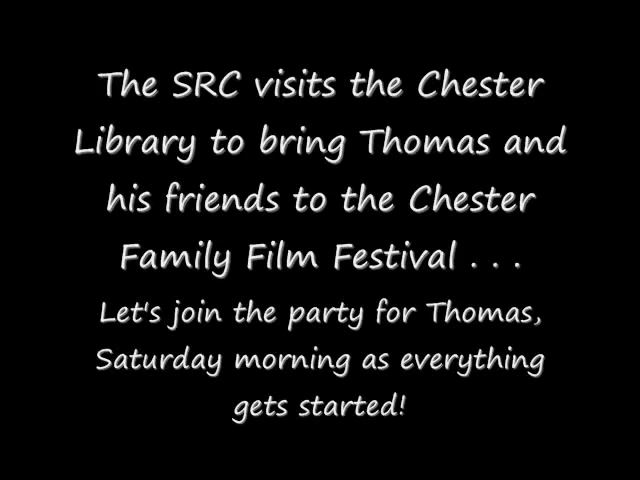 The SRC visits the Chester
Library to bring Thomas and
his friends to the Chester
Family Film Festival . . .
Let's join the party for Thomas,
Saturday morning as everything
gets started!